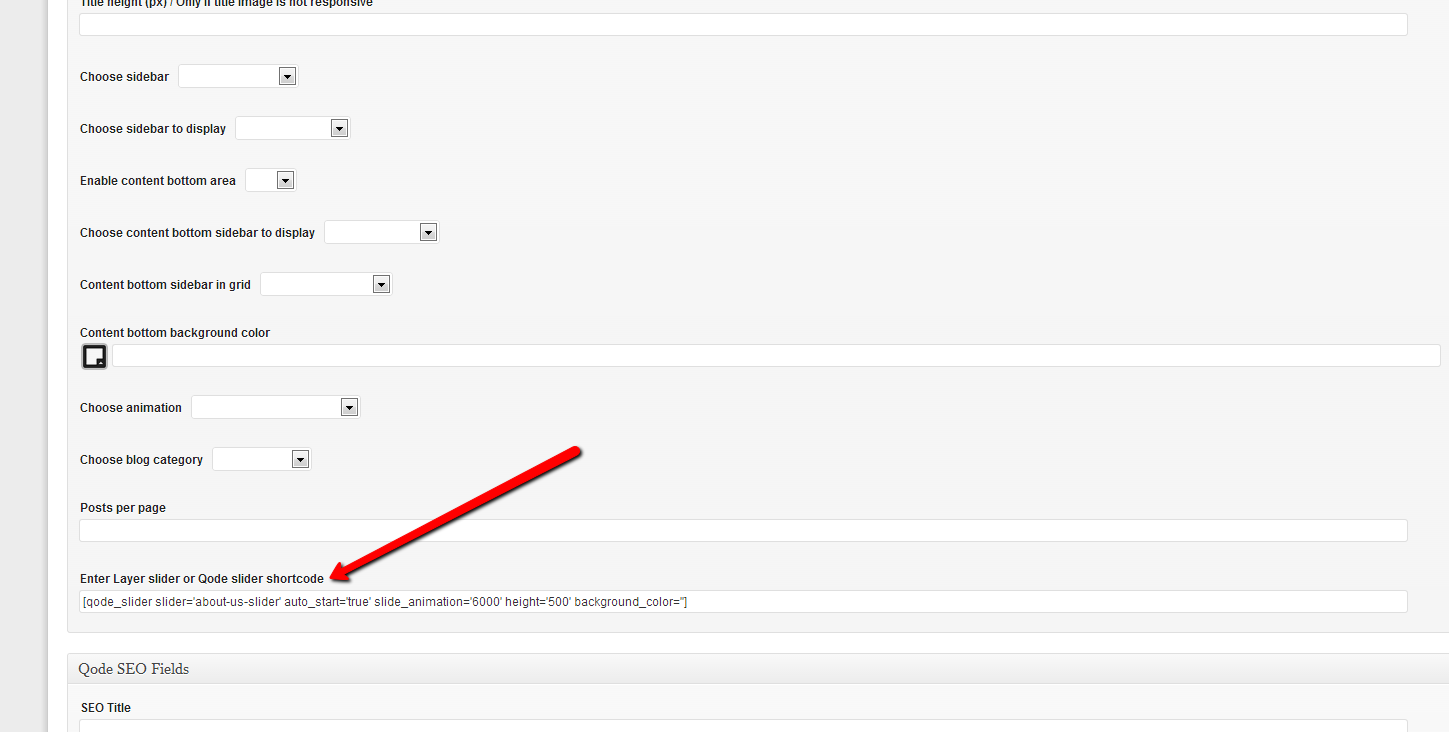 Title height (px) / Only if title image is not responsive
Choose sidebar
Choose sidebar to display
Enable content bottom area
Choose content bottom sidebar to display
Content bottom sidebar in grid
Content bottom background color
Choose animation
Choose blog category
Posts per page
Enter Layer slider or Qode slider shortcode
[qode_slider slider='about-us-slider' auto_start='true' slide_animation='6000' height='500' background_color='']
Qode SEO Fields
SEO Title